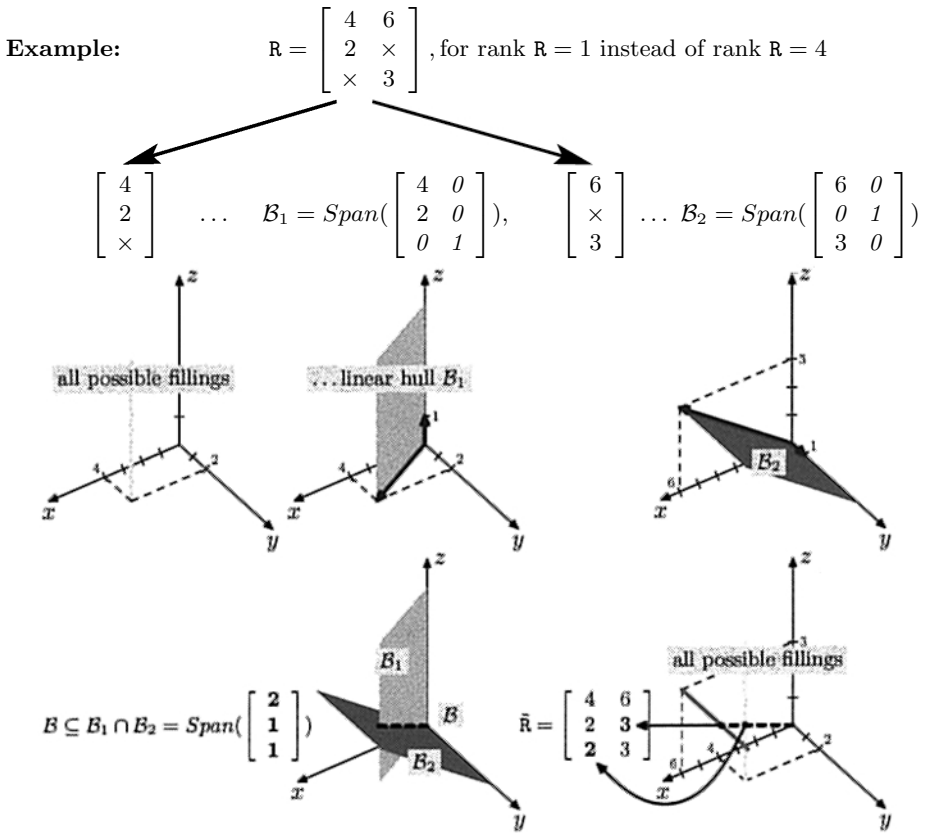 Example: R = [ 4 6 ; 2 × ; × 3 ] , for rank R = 1 instead of rank R = 4
[ 4 ; 2 ; × ] … B₁ = Span([ 4 0 ; 2 0 ; 0 1 ]), [ 6 ; × ; 3 ] … B₂ = Span([ 6 0 ; 0 1 ; 3 0 ])
z z z
all possible fillings
…linear hull B₁
3
1
4 2 x y
4 2 x y
1 B₂ 6 x y
z z
B₁
3
all possible fillings
B ⊆ B₁ ∩ B₂ = Span([ 2 ; 1 ; 1 ])
B
B₂
x y
R̃ = [ 4 6 ; 2 3 ; 2 3 ]
4 2
6
x y